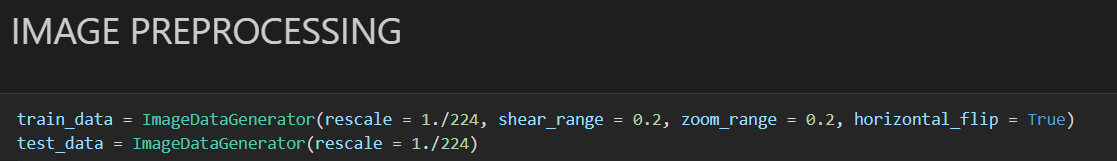 IMAGE PREPROCESSING
train_data = ImageDataGenerator(rescale = 1./224, shear_range = 0.2, zoom_range = 0.2, horizontal_flip = True)
test_data = ImageDataGenerator(rescale = 1./224)